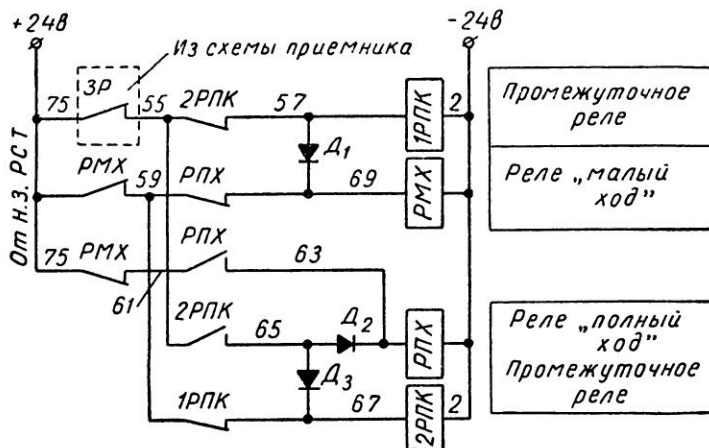 +24В
-24В
Из схемы приемника
75
3Р
55
2РПК
57
1РПК
2
Промежуточное
реле
Д1
От н.з. РСТ
РМХ
59
РПХ
69
РМХ
Реле „малый
ход"
75
РМХ
61
РПХ
63
2РПК
65
Д2
РПХ
Реле „полный
ход"
Промежуточное
реле
Д3
1РПК
67
2РПК
2